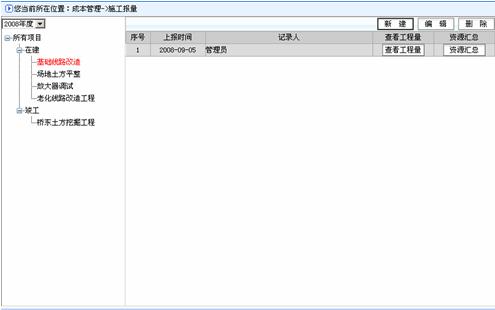 您当前所在位置：成本管理->施工报量
2008年度
新 建 编 辑 删 除
所有项目
在建
基础线路改造
场地土方平整
放大器调试
老化线路改造工程
竣工
桥东土方挖掘工程
序号 上报时间 记录人 查看工程量 资源汇总
1 2008-09-05 管理员 查看工程量 资源汇总